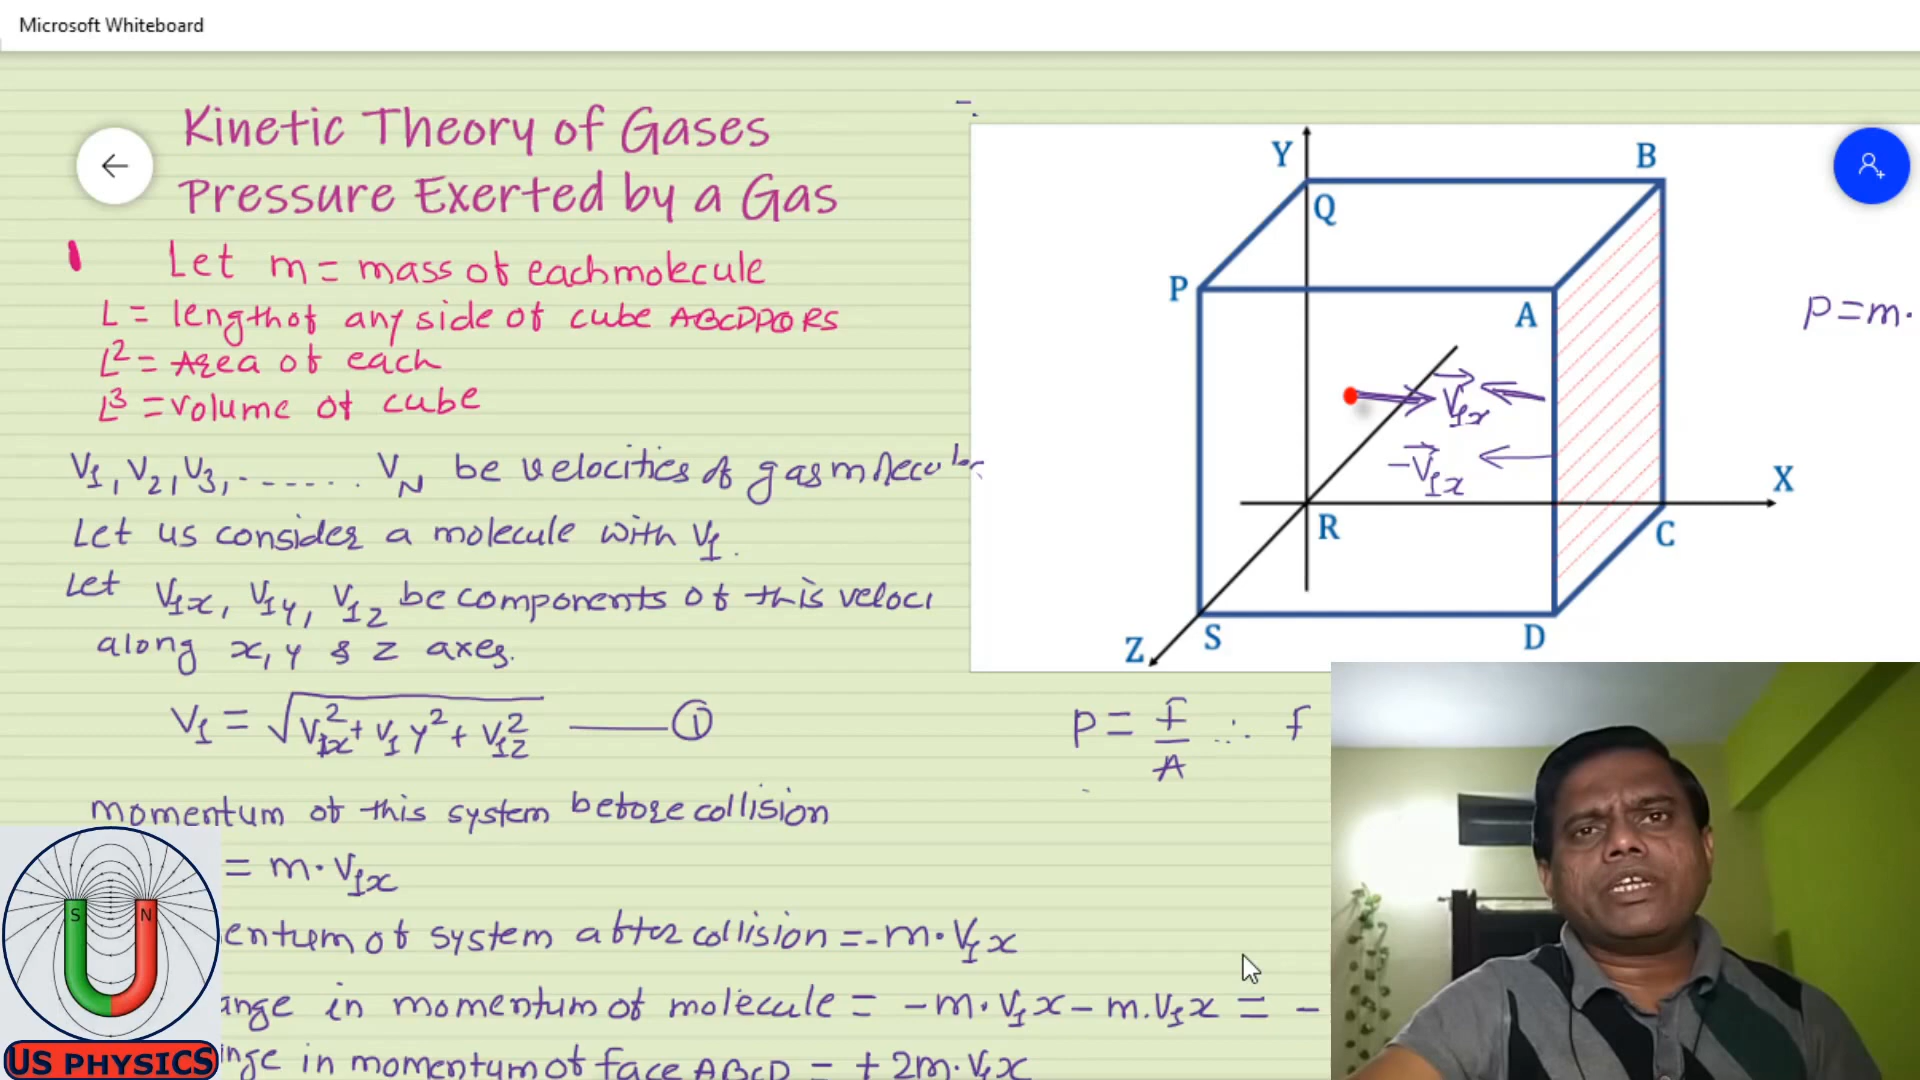 Microsoft Whiteboard
Kinetic Theory of Gases
Pressure Exerted by a Gas
Let m = mass of each molecule
L = length of any side of cube ABCDPQRS
L² = Area of each
L³ = volume of cube
V₁, V₂, V₃, ....... V_N be velocities of gas
Let us consider a molecule with V₁.
Let V₁x, V₁y, V₁z be components of this veloci
along x, y & z axes.
V₁ = √V₁x² + V₁y² + V₁z² —— ①
momentum of this system before collision
= m·V₁x
entum of system after collision = -m·V₁x
ange in momentum of molecule = -m·V₁x - m.V₁x = -
nge in momentum of face ABCD = + 2m·V₁x
Y
B
Q
P
A
V₁x
-V₁x
X
R
C
Z
S
D
P = m·
P = f/A ∴ f
S N
US PHYSICS